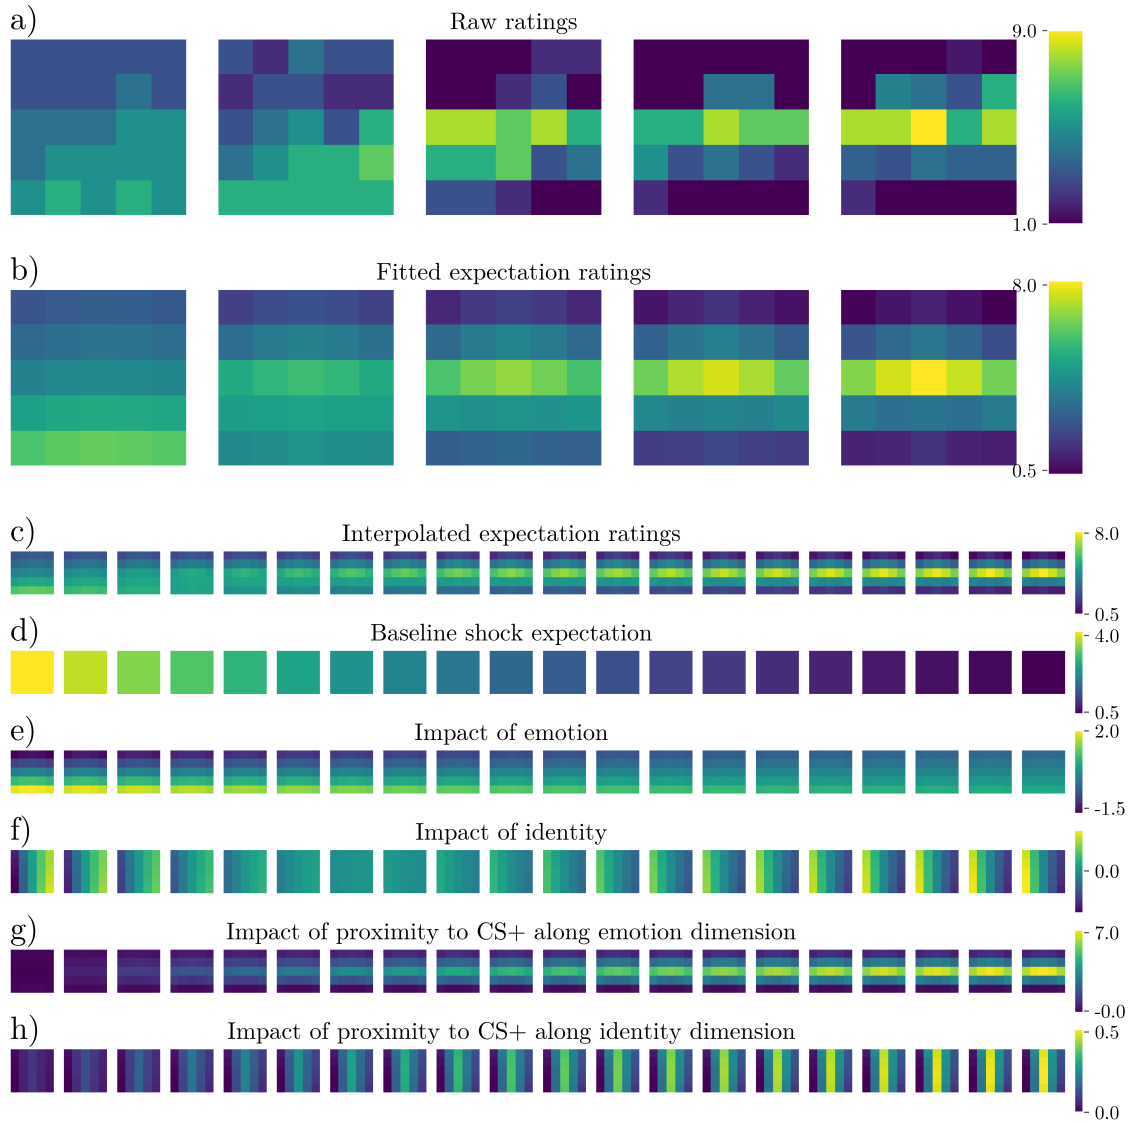 a)
Raw ratings
9.0
1.0
b)
Fitted expectation ratings
8.0
0.5
c)
Interpolated expectation ratings
8.0
0.5
d)
Baseline shock expectation
4.0
0.5
e)
Impact of emotion
2.0
-1.5
f)
Impact of identity
0.0
g)
Impact of proximity to CS+ along emotion dimension
7.0
-0.0
h)
Impact of proximity to CS+ along identity dimension
0.5
0.0